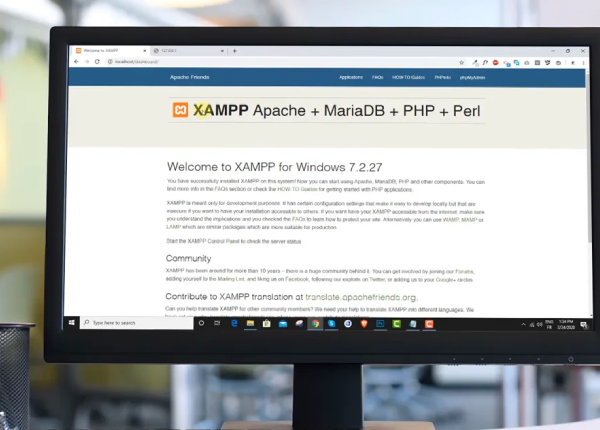 Welcome to XAMPP
127.0.0.1
localhost/dashboard/
Apache Friends
Applications FAQs HOW-TO Guides PHPInfo phpMyAdmin
XAMPP Apache + MariaDB + PHP + Perl
Welcome to XAMPP for Windows 7.2.27
You have successfully installed XAMPP on this system! Now you can start using Apache, MariaDB, PHP and other components. You can
find more info in the FAQs section or check the HOW-TO Guides for getting started with PHP applications.
XAMPP is meant only for development purposes. It has certain configuration settings that make it easy to develop locally but that are
insecure if you want to have your installation accessible to others. If you want have your XAMPP accessible from the internet, make sure
you understand the implications and you checked the FAQs to learn how to protect your site. Alternatively you can use WAMP, MAMP or
LAMP which are similar packages which are more suitable for production.
Start the XAMPP Control Panel to check the server status.
Community
XAMPP has been around for more than 10 years – there is a huge community behind it. You can get involved by joining our Forums,
adding yourself to the Mailing List, and liking us on Facebook, following our exploits on Twitter, or adding us to your Google+ circles
Contribute to XAMPP translation at translate.apachefriends.org.
Can you help translate XAMPP for other community members? We need your help to translate XAMPP into different languages. We
Type here to search
ENG 1:24 PM
FR 2/24/2020